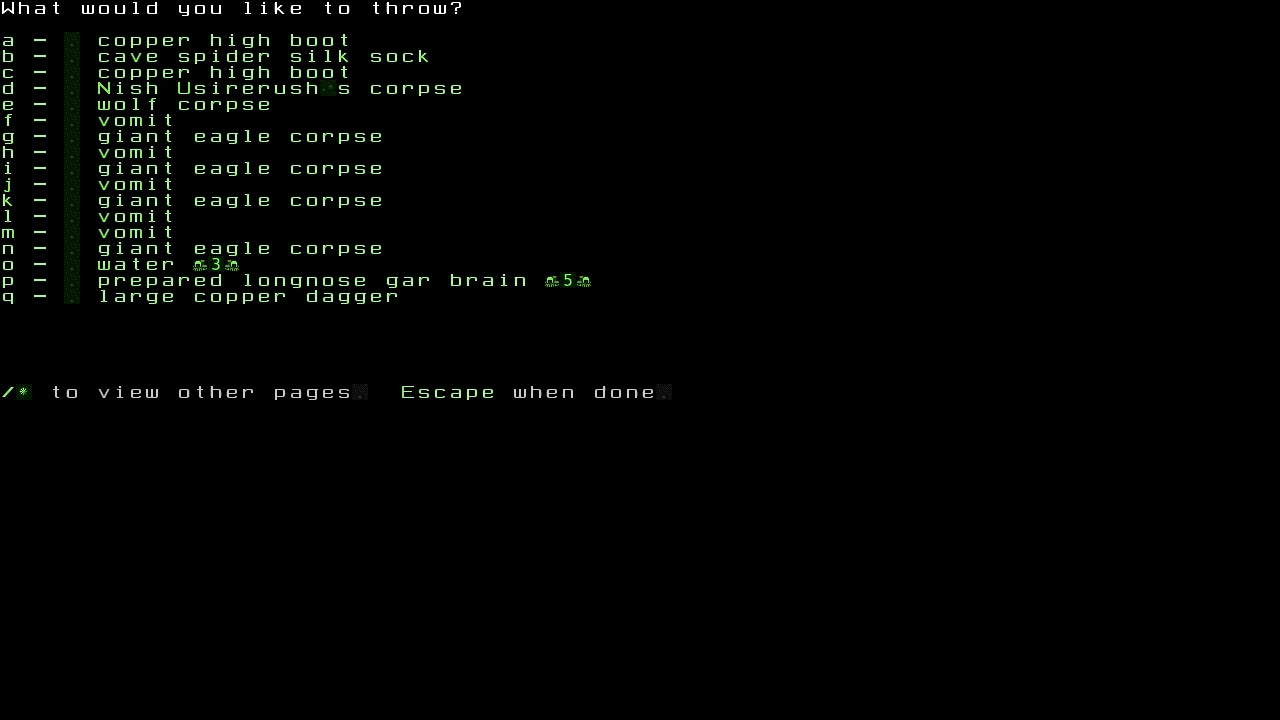 What would you like to throw?
a - . copper high boot
b - . cave spider silk sock
c - . copper high boot
d - . Nish Usirerush's corpse
e - . wolf corpse
f - . vomit
g - . giant eagle corpse
h - . vomit
i - . giant eagle corpse
j - . vomit
k - . giant eagle corpse
l - . vomit
m - . vomit
n - . giant eagle corpse
o - . water 3
p - . prepared longnose gar brain 5
q - . large copper dagger
/* to view other pages. Escape when done.